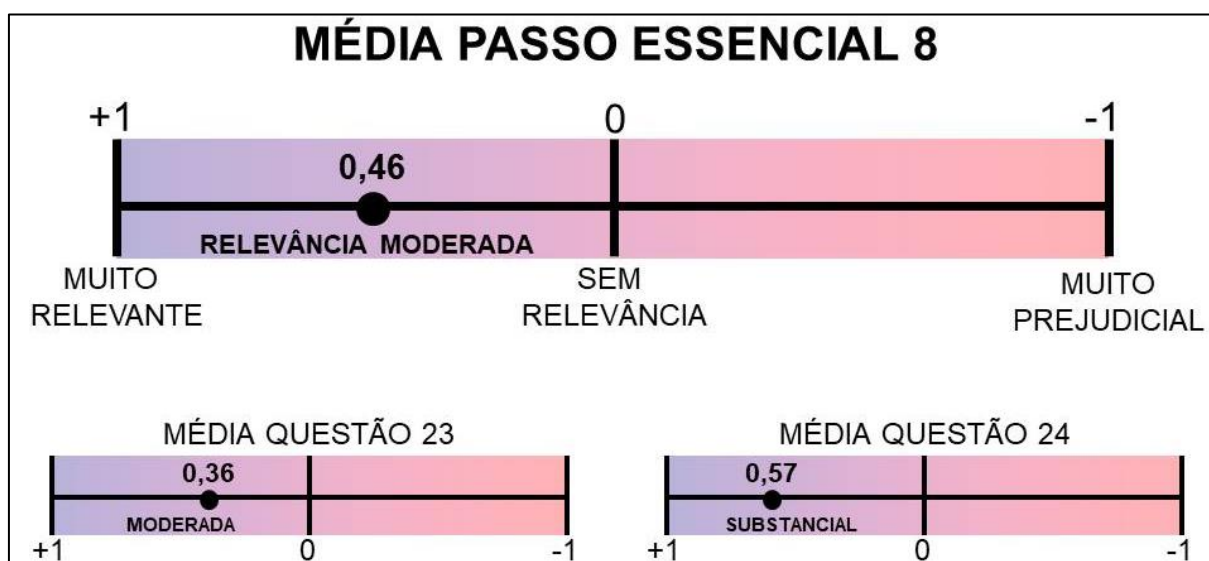 MÉDIA PASSO ESSENCIAL 8
+1 0 -1
0,46
RELEVÂNCIA MODERADA
MUITO RELEVANTE
SEM RELEVÂNCIA
MUITO PREJUDICIAL
MÉDIA QUESTÃO 23
0,36
MODERADA
+1 0 -1
MÉDIA QUESTÃO 24
0,57
SUBSTANCIAL
+1 0 -1